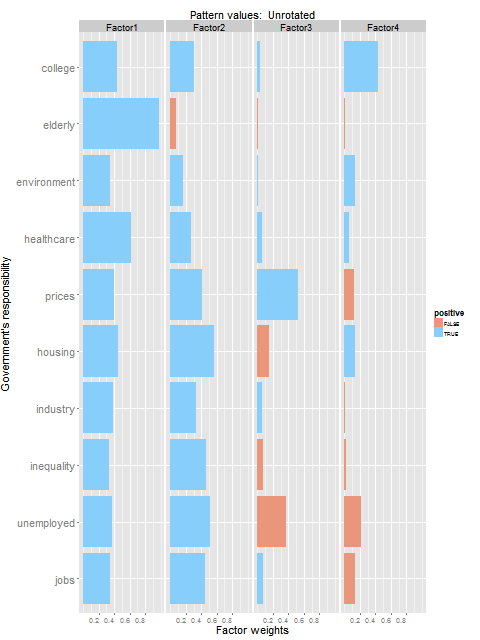 Pattern values:  Unrotated
Factor1 Factor2 Factor3 Factor4
Government's responsibility
college
elderly
environment
healthcare
prices
housing
industry
inequality
unemployed
jobs
0.2 0.4 0.6 0.8 0.2 0.4 0.6 0.8 0.2 0.4 0.6 0.8 0.2 0.4 0.6 0.8
Factor weights
positive
FALSE
TRUE